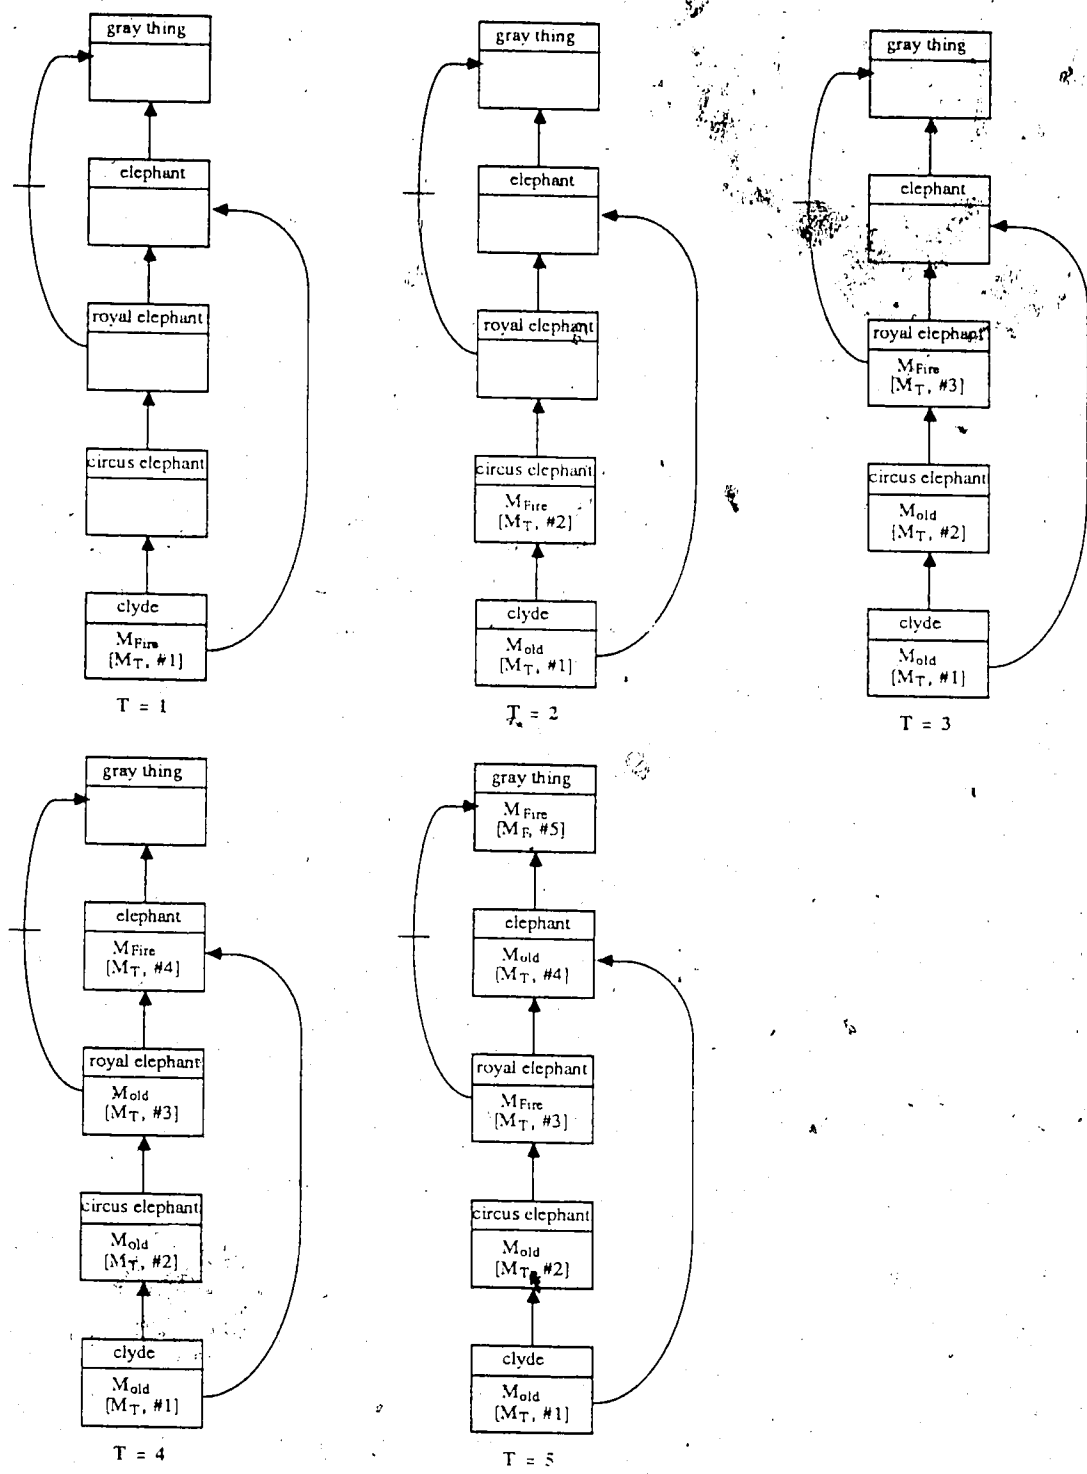 gray thing
elephant
royal elephant
circus elephant
clyde
MFire
[MT, #1]
T = 1
gray thing
elephant
royal elephant
circus elephant
MFire
[MT, #2]
clyde
Mold
[MT, #1]
T = 2
gray thing
elephant
royal elephant
MFire
[MT, #3]
circus elephant
Mold
[MT, #2]
clyde
Mold
[MT, #1]
T = 3
gray thing
elephant
MFire
[MT, #4]
royal elephant
Mold
[MT, #3]
circus elephant
Mold
[MT, #2]
clyde
Mold
[MT, #1]
T = 4
gray thing
MFire
[MF, #5]
elephant
Mold
[MT, #4]
royal elephant
MFire
[MT, #3]
circus elephant
Mold
[MT, #2]
clyde
Mold
[MT, #1]
T = 5